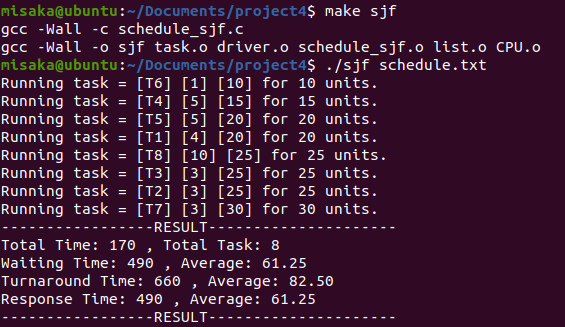 misaka@ubuntu:~/Documents/project4$ make sjf
gcc -Wall -c schedule_sjf.c
gcc -Wall -o sjf task.o driver.o schedule_sjf.o list.o CPU.o
misaka@ubuntu:~/Documents/project4$ ./sjf schedule.txt
Running task = [T6] [1] [10] for 10 units.
Running task = [T4] [5] [15] for 15 units.
Running task = [T5] [5] [20] for 20 units.
Running task = [T1] [4] [20] for 20 units.
Running task = [T8] [10] [25] for 25 units.
Running task = [T3] [3] [25] for 25 units.
Running task = [T2] [3] [25] for 25 units.
Running task = [T7] [3] [30] for 30 units.
-----------------RESULT---------------------
Total Time: 170 , Total Task: 8
Waiting Time: 490 , Average: 61.25
Turnaround Time: 660 , Average: 82.50
Response Time: 490 , Average: 61.25
-----------------RESULT---------------------